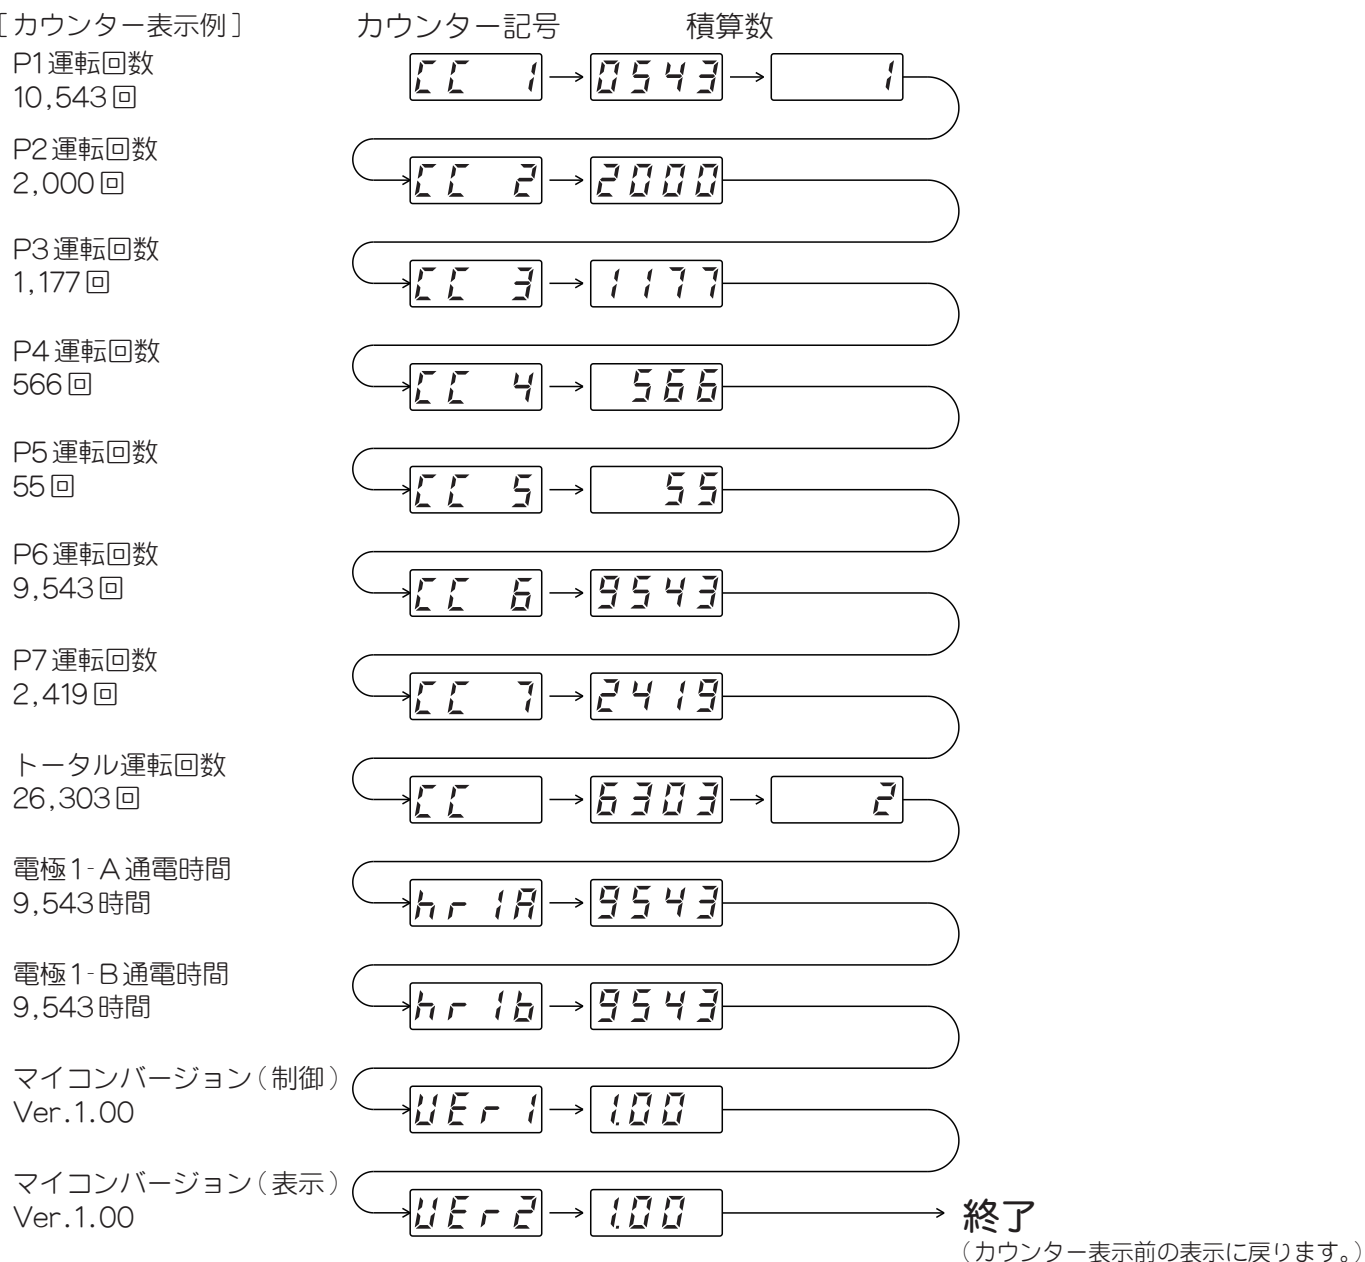 ［カウンター表示例］ カウンター記号 積算数
P1運転回数
10,543回
CC 1→0543→1
P2運転回数
2,000回
CC 2→2000
P3運転回数
1,177回
CC 3→1177
P4運転回数
566回
CC 4→566
P5運転回数
55回
CC 5→55
P6運転回数
9,543回
CC 6→9543
P7運転回数
2,419回
CC 7→2419
トータル運転回数
26,303回
CC→6303→2
電極1-A通電時間
9,543時間
hr 1A→9543
電極1-B通電時間
9,543時間
hr 1b→9543
マイコンバージョン（制御）
Ver.1.00
UEr 1→1.00
マイコンバージョン（表示）
Ver.1.00
UEr2→1.00→終了
（カウンター表示前の表示に戻ります。）